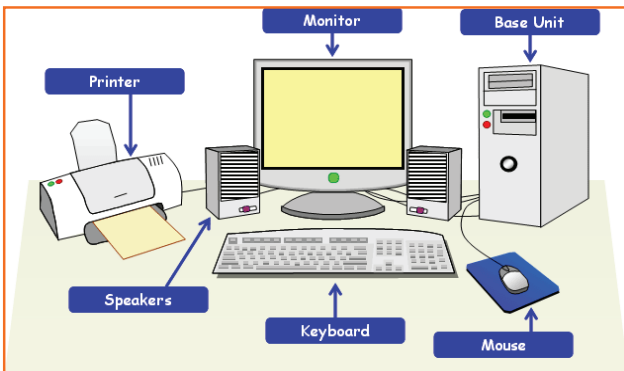 Monitor
Base Unit
Printer
Speakers
Keyboard
Mouse